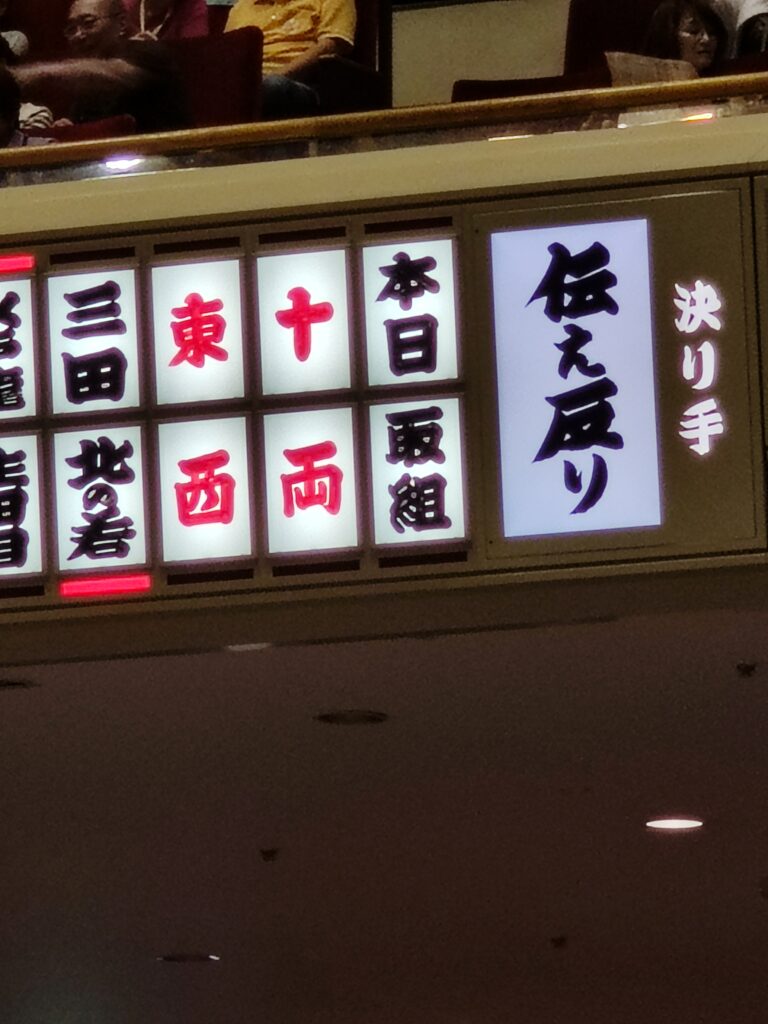 決り手
伝え反り
本日
取組
十
両
東
西
三田
北の若